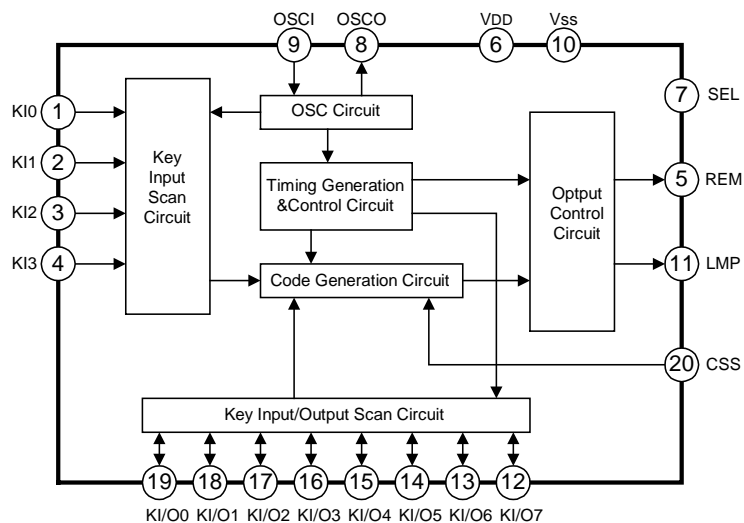 OSCI OSCO VDD Vss
9 8 6 10
7 SEL
KI0 1
OSC Circuit
KI1 2
Key
Input
Scan
Circuit
Timing Generation
&Control Circuit
Optput
Control
Circuit
5 REM
KI2 3
KI3 4
Code Generation Circuit
11 LMP
20 CSS
Key Input/Output Scan Circuit
19 18 17 16 15 14 13 12
KI/O0 KI/O1 KI/O2 KI/O3 KI/O4 KI/O5 KI/O6 KI/O7